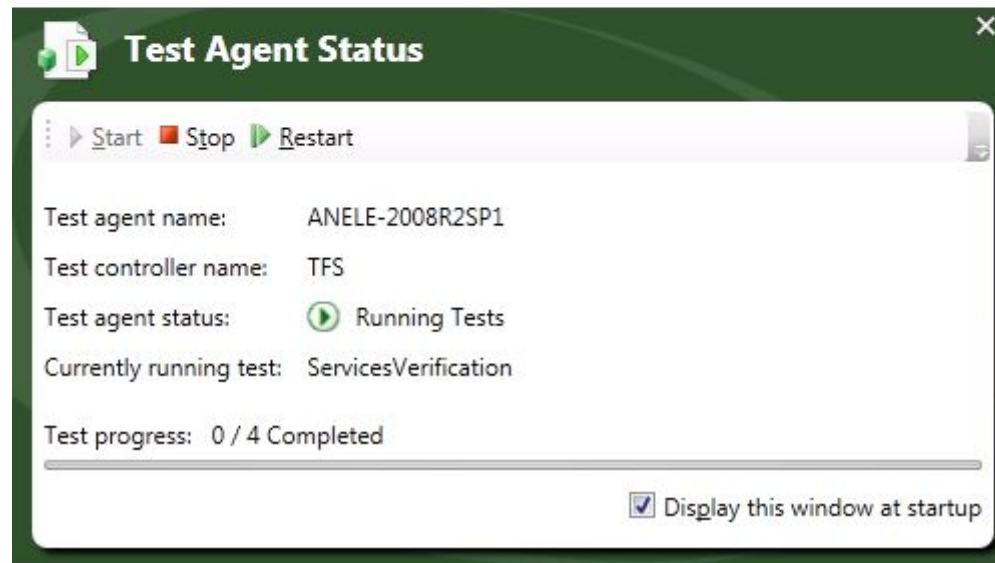 Test Agent Status
Start Stop Restart
Test agent name: ANELE-2008R2SP1
Test controller name: TFS
Test agent status: Running Tests
Currently running test: ServicesVerification
Test progress: 0 / 4 Completed
Display this window at startup